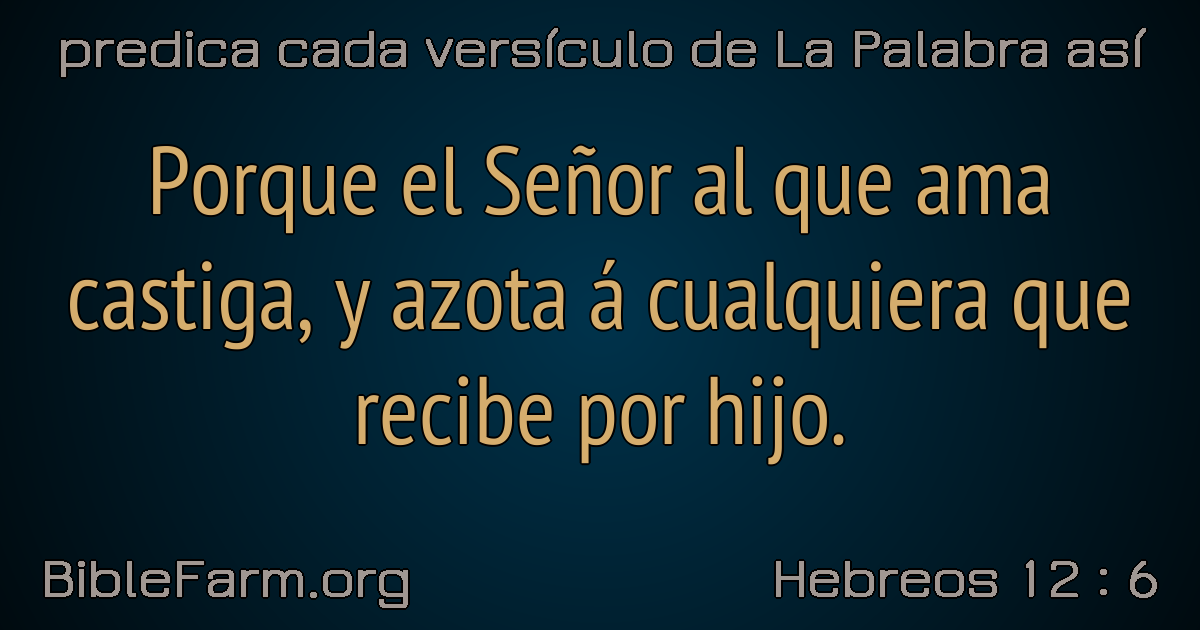 predica cada versículo de La Palabra así
Porque el Señor al que ama
castiga, y azota á cualquiera que
recibe por hijo.
BibleFarm.org
Hebreos 12 : 6